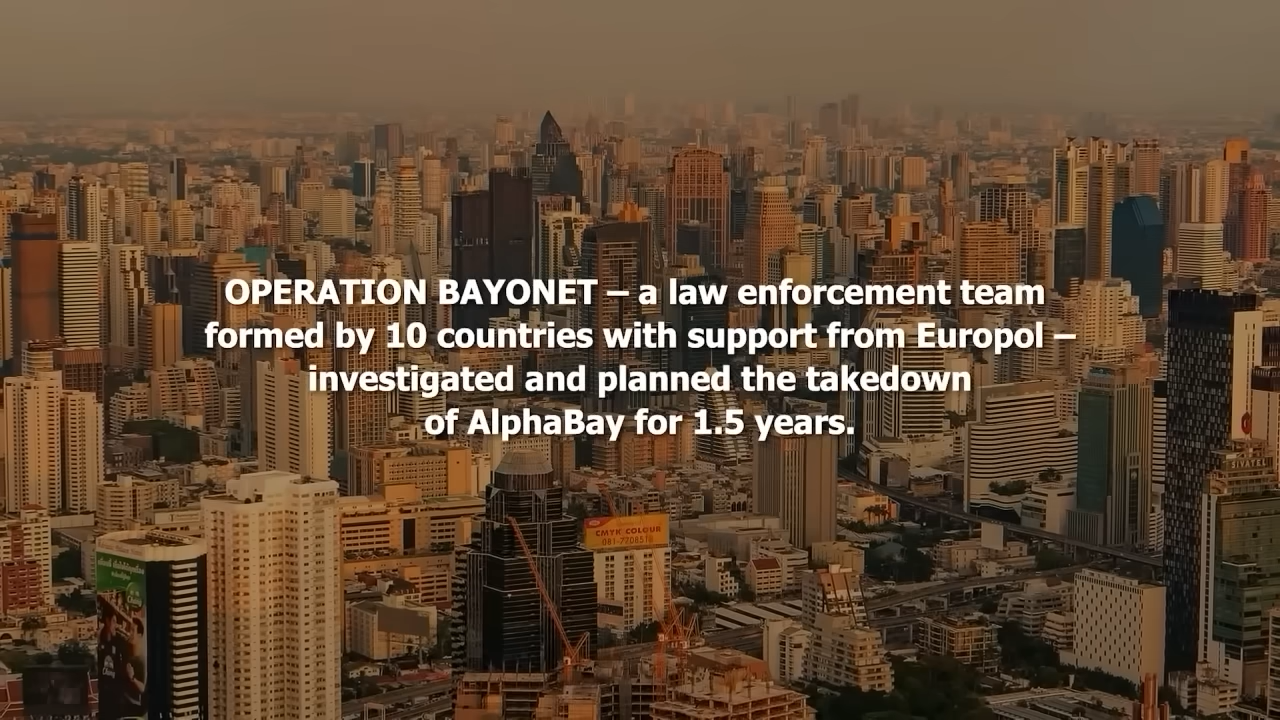 OPERATION BAYONET – a law enforcement team
formed by 10 countries with support from Europol –
investigated and planned the takedown
of AlphaBay for 1.5 years.
CMYK COLOUR